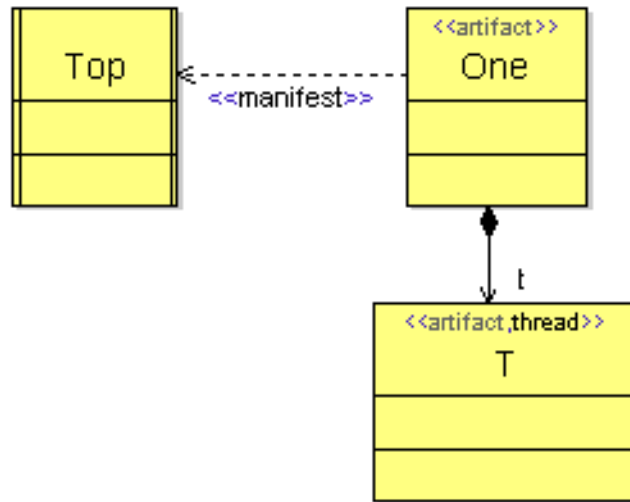 <<artifact>>
Top
One
<<manifest>>
t
<<artifact,thread>>
T